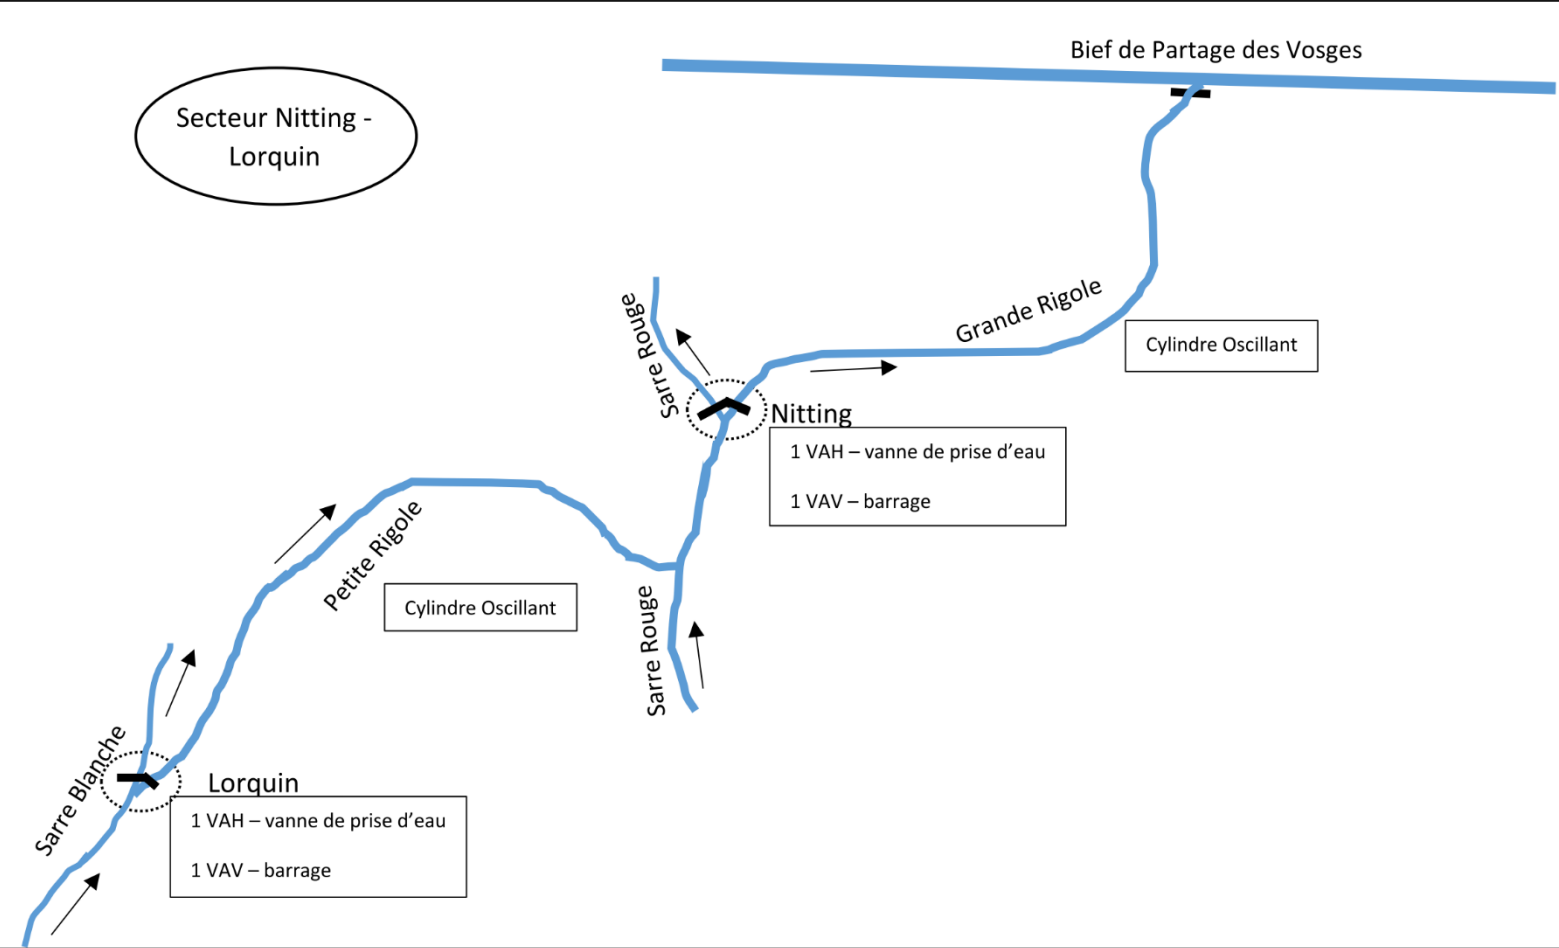 Bief de Partage des Vosges
Secteur Nitting -
Lorquin
Sarre Rouge
Grande Rigole
Cylindre Oscillant
Nitting
1 VAH – vanne de prise d’eau
1 VAV – barrage
Petite Rigole
Cylindre Oscillant
Sarre Rouge
Sarre Blanche
Lorquin
1 VAH – vanne de prise d’eau
1 VAV – barrage